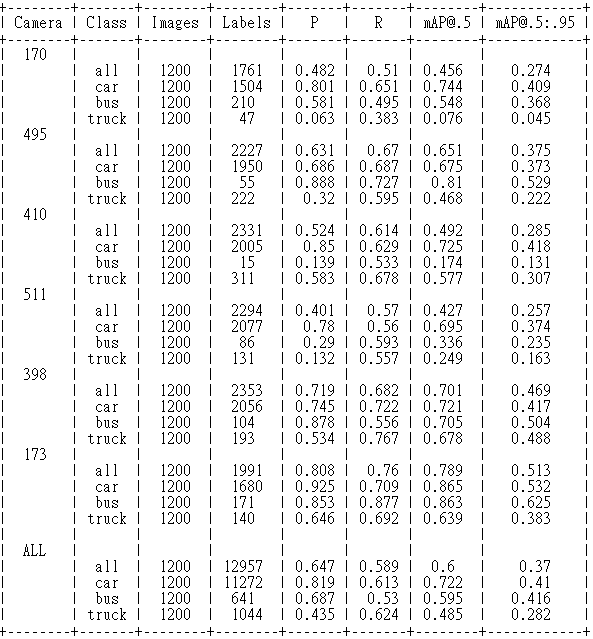 Camera | Class | Images | Labels | P | R | mAP@.5 | mAP@.5:.95
170
all | 1200 | 1761 | 0.482 | 0.51 | 0.456 | 0.274
car | 1200 | 1504 | 0.801 | 0.651 | 0.744 | 0.409
bus | 1200 | 210 | 0.581 | 0.495 | 0.548 | 0.368
truck | 1200 | 47 | 0.063 | 0.383 | 0.076 | 0.045
495
all | 1200 | 2227 | 0.631 | 0.67 | 0.651 | 0.375
car | 1200 | 1950 | 0.686 | 0.687 | 0.675 | 0.373
bus | 1200 | 55 | 0.888 | 0.727 | 0.81 | 0.529
truck | 1200 | 222 | 0.32 | 0.595 | 0.468 | 0.222
410
all | 1200 | 2331 | 0.524 | 0.614 | 0.492 | 0.285
car | 1200 | 2005 | 0.85 | 0.629 | 0.725 | 0.418
bus | 1200 | 15 | 0.139 | 0.533 | 0.174 | 0.131
truck | 1200 | 311 | 0.583 | 0.678 | 0.577 | 0.307
511
all | 1200 | 2294 | 0.401 | 0.57 | 0.427 | 0.257
car | 1200 | 2077 | 0.78 | 0.56 | 0.695 | 0.374
bus | 1200 | 86 | 0.29 | 0.593 | 0.336 | 0.235
truck | 1200 | 131 | 0.132 | 0.557 | 0.249 | 0.163
398
all | 1200 | 2353 | 0.719 | 0.682 | 0.701 | 0.469
car | 1200 | 2056 | 0.745 | 0.722 | 0.721 | 0.417
bus | 1200 | 104 | 0.878 | 0.556 | 0.705 | 0.504
truck | 1200 | 193 | 0.534 | 0.767 | 0.678 | 0.488
173
all | 1200 | 1991 | 0.808 | 0.76 | 0.789 | 0.513
car | 1200 | 1680 | 0.925 | 0.709 | 0.865 | 0.532
bus | 1200 | 171 | 0.853 | 0.877 | 0.863 | 0.625
truck | 1200 | 140 | 0.646 | 0.692 | 0.639 | 0.383
ALL
all | 1200 | 12957 | 0.647 | 0.589 | 0.6 | 0.37
car | 1200 | 11272 | 0.819 | 0.613 | 0.722 | 0.41
bus | 1200 | 641 | 0.687 | 0.53 | 0.595 | 0.416
truck | 1200 | 1044 | 0.435 | 0.624 | 0.485 | 0.282